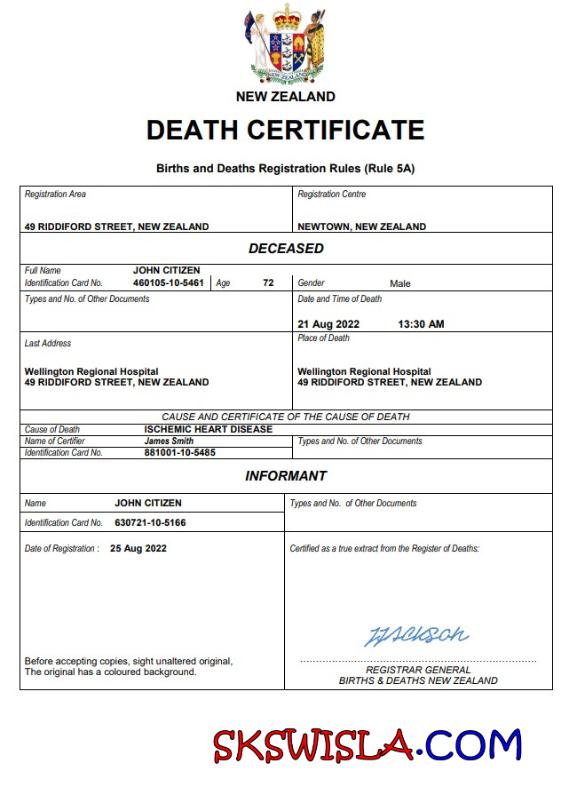 NEW ZEALAND
NEW ZEALAND
DEATH CERTIFICATE
Births and Deaths Registration Rules (Rule 5A)
Registration Area
Registration Centre
49 RIDDIFORD STREET, NEW ZEALAND
NEWTOWN, NEW ZEALAND
DECEASED
Full Name JOHN CITIZEN
Identification Card No. 460105-10-5461 Age 72 Gender Male
Types and No. of Other Documents
Date and Time of Death
21 Aug 2022 13:30 AM
Last Address
Place of Death
Wellington Regional Hospital
49 RIDDIFORD STREET, NEW ZEALAND
Wellington Regional Hospital
49 RIDDIFORD STREET, NEW ZEALAND
CAUSE AND CERTIFICATE OF THE CAUSE OF DEATH
Cause of Death ISCHEMIC HEART DISEASE
Name of Certifier James Smith Types and No. of Other Documents
Identification Card No. 881001-10-5485
INFORMANT
Name JOHN CITIZEN Types and No. of Other Documents
Identification Card No. 630721-10-5166
Date of Registration : 25 Aug 2022
Certified as a true extract from the Register of Deaths:
JJackson
Before accepting copies, sight unaltered original,
The original has a coloured background.
REGISTRAR GENERAL
BIRTHS & DEATHS NEW ZEALAND
SKSWISLA.COM